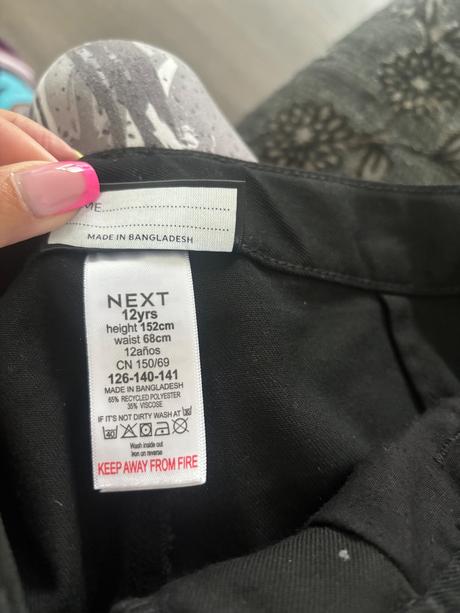 MADE IN BANGLADESH
NEXT
12yrs
height 152cm
waist 68cm
12años
CN 150/69
126-140-141
MADE IN BANGLADESH
65% RECYCLED POLYESTER
35% VISCOSE
IF IT'S NOT DIRTY WASH AT 30
40
Wash inside out
Iron on reverse
KEEP AWAY FROM FIRE